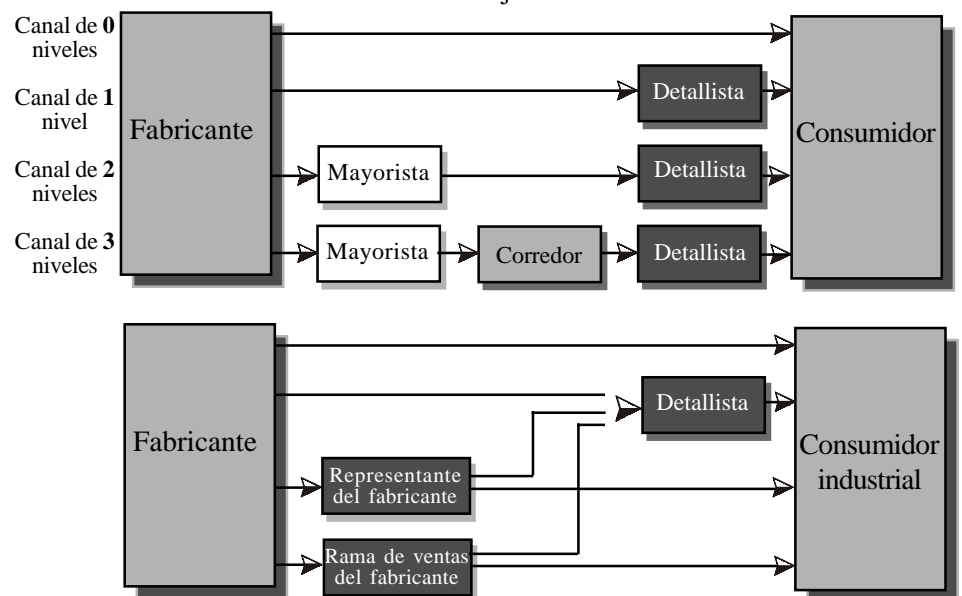 Canal de 0
niveles
Canal de 1
nivel
Canal de 2
niveles
Canal de 3
niveles
Fabricante
Detallista
Mayorista
Detallista
Mayorista
Corredor
Detallista
Consumidor
Fabricante
Detallista
Representante
del fabricante
Rama de ventas
del fabricante
Consumidor
industrial